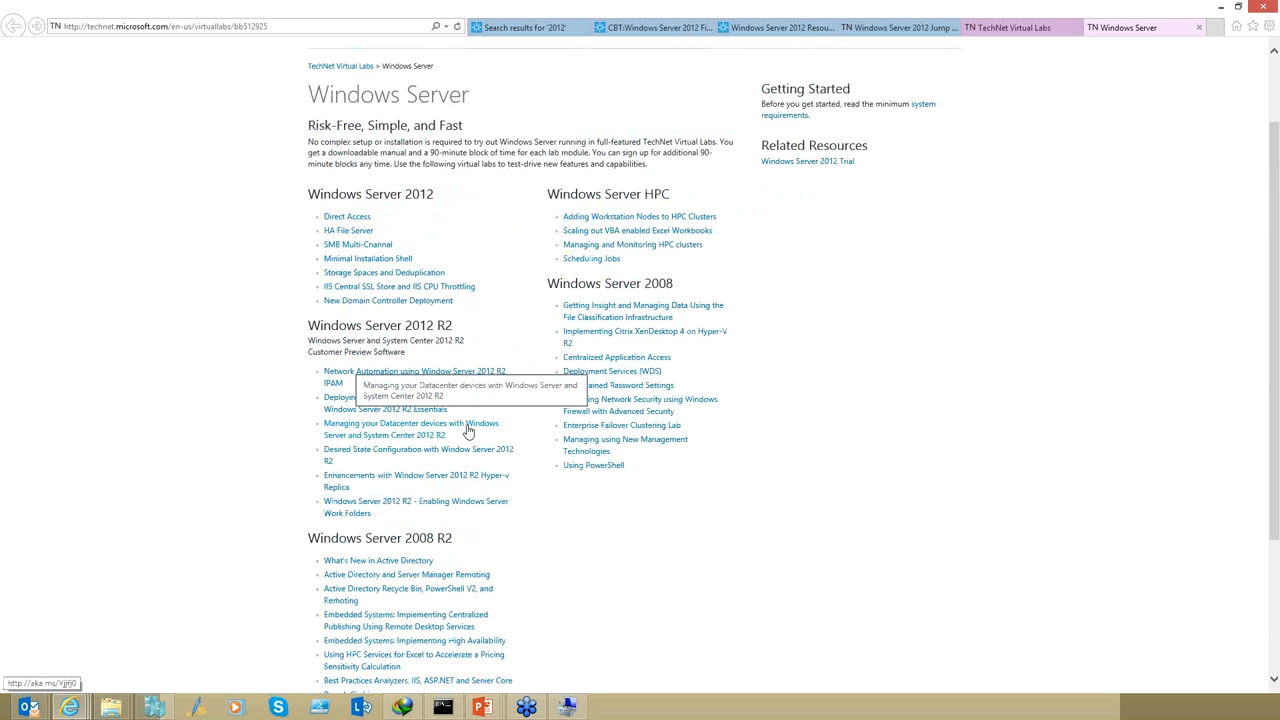 http://technet.microsoft.com/en-us/virtuallabs/bb512925
Search results for '2012'
CBT:Windows Server 2012 Fi...
Windows Server 2012 Resou...
TN Windows Server 2012 Jump ...
TN TechNet Virtual Labs
TN Windows Server
TechNet Virtual Labs > Windows Server
Windows Server
Risk-Free, Simple, and Fast
No complex setup or installation is required to try out Windows Server running in full-featured TechNet Virtual Labs. You
get a downloadable manual and a 90-minute block of time for each lab module. You can sign up for additional 90-
minute blocks any time. Use the following virtual labs to test-drive new features and capabilities.
Getting Started
Before you get started, read the minimum system
requirements.
Related Resources
Windows Server 2012 Trial
Windows Server 2012
Direct Access
HA File Server
SMB Multi-Channel
Minimal Installation Shell
Storage Spaces and Deduplication
IIS Central SSL Store and IIS CPU Throttling
New Domain Controller Deployment
Windows Server 2012 R2
Windows Server and System Center 2012 R2
Customer Preview Software
Network Automation using Window Server 2012 R2
IPAM
Managing your Datacenter devices with Windows Server and
System Center 2012 R2
Windows Server 2012 R2 Essentials
Managing your Datacenter devices with Windows
Server and System Center 2012 R2
Desired State Configuration with Window Server 2012
R2
Enhancements with Window Server 2012 R2 Hyper-v
Replica
Windows Server 2012 R2 - Enabling Windows Server
Work Folders
Windows Server 2008 R2
What's New in Active Directory
Active Directory and Server Manager Remoting
Active Directory Recycle Bin, PowerShell V2, and
Remoting
Embedded Systems: Implementing Centralized
Publishing Using Remote Desktop Services
Embedded Systems: Implementing High Availability
Using HPC Services for Excel to Accelerate a Pricing
Sensitivity Calculation
Best Practices Analyzers. IIS, ASP.NET and Server Core
Windows Server HPC
Adding Workstation Nodes to HPC Clusters
Scaling out VBA enabled Excel Workbooks
Managing and Monitoring HPC clusters
Scheduling Jobs
Windows Server 2008
Getting Insight and Managing Data Using the
File Classification Infrastructure
Implementing Citrix XenDesktop 4 on Hyper-V
R2
Centralized Application Access
Deployment Services (WDS)
Password Settings
Network Security using Windows
Firewall with Advanced Security
Enterprise Failover Clustering Lab
Managing using New Management
Technologies
Using PowerShell